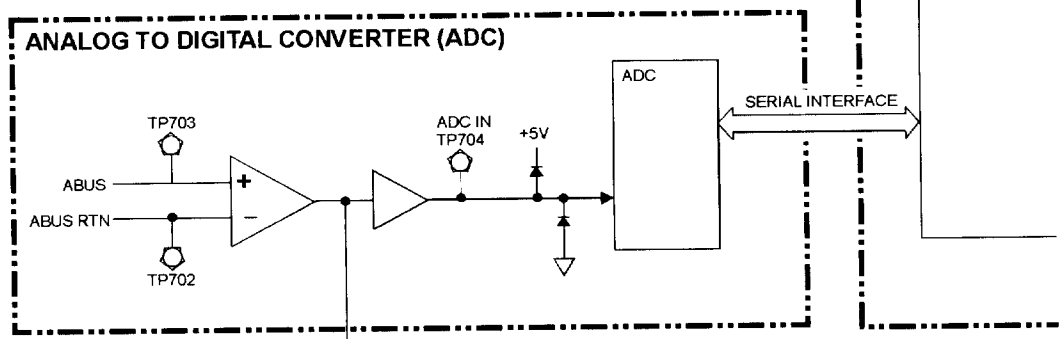 ANALOG TO DIGITAL CONVERTER (ADC)
ADC
SERIAL INTERFACE
TP703
ADC IN
TP704
+5V
ABUS
+
ABUS RTN
−
TP702